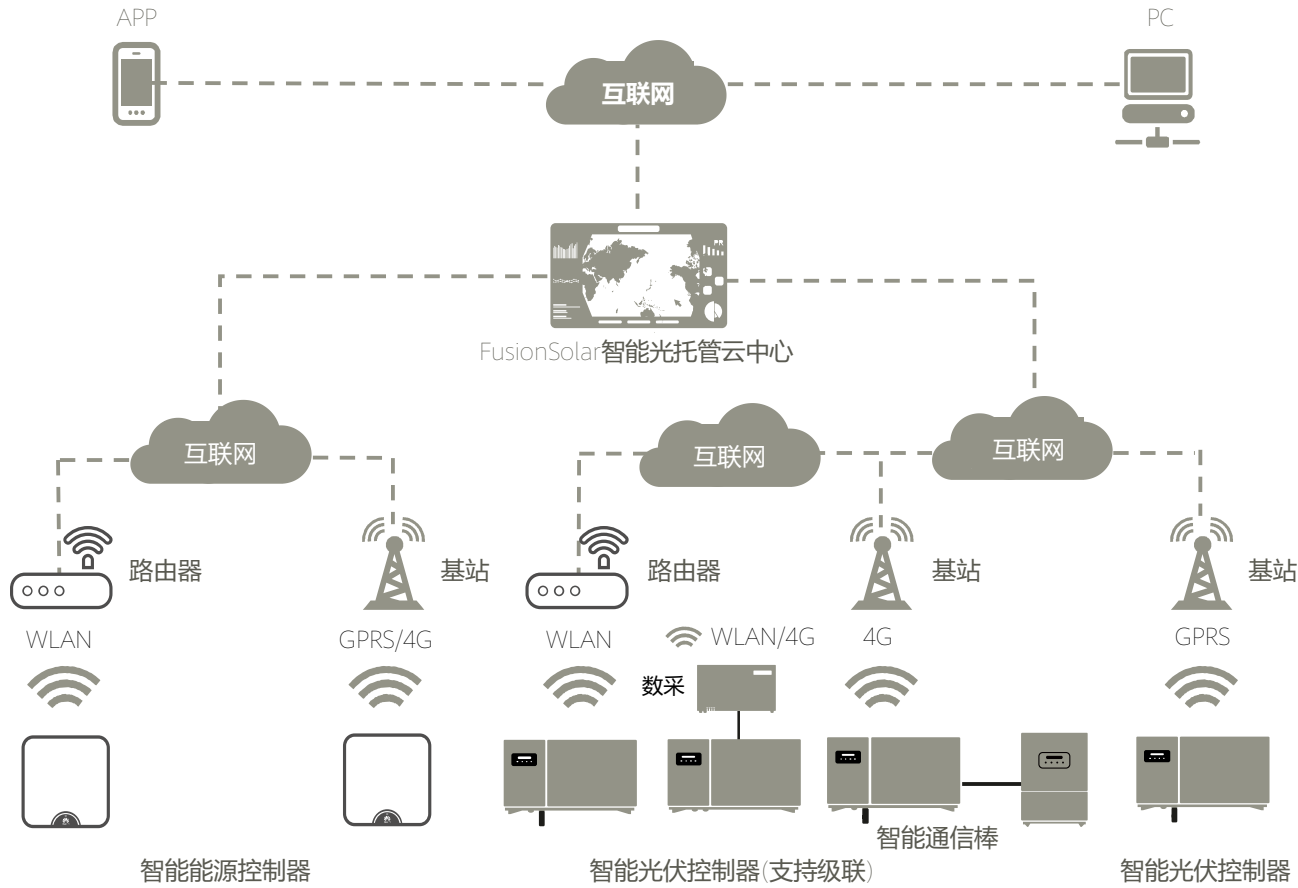 APP
PC
互联网
FusionSolar智能光托管云中心
互联网
互联网
互联网
路由器
基站
路由器
基站
基站
WLAN
GPRS/4G
WLAN
WLAN/4G
4G
GPRS
数采
智能通信棒
智能能源控制器
智能光伏控制器(支持级联)
智能光伏控制器